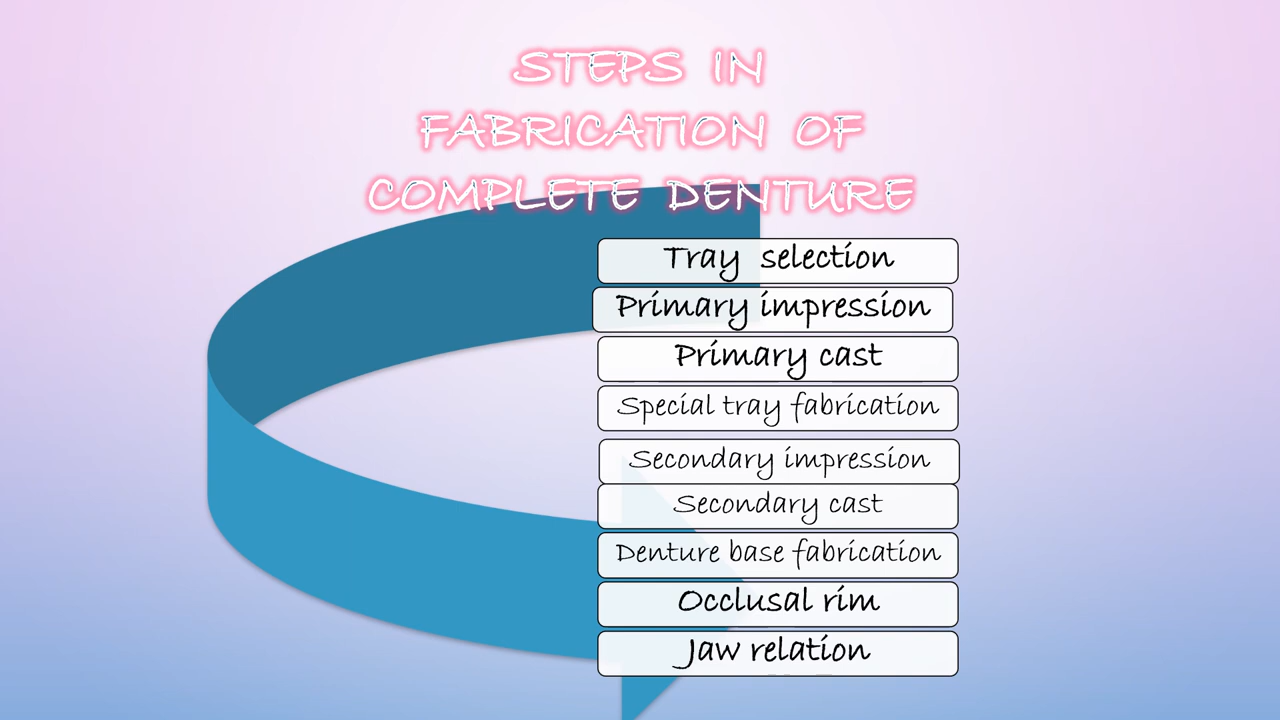 STEPS IN
FABRICATION OF
COMPLETE DENTURE
Tray selection
Primary impression
Primary cast
Special tray fabrication
Secondary impression
Secondary cast
Denture base fabrication
Occlusal rim
Jaw relation